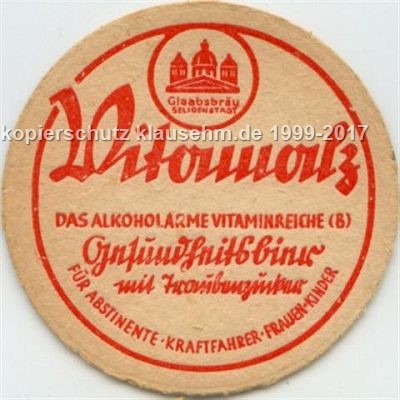 Glaabsbräu
SELIGENSTADT
kopierschutz klausehm.de 1999-2017
Vitamalz
DAS ALKOHOLARME VITAMINREICHE (B)
Gesundheitsbier
mit Traubenzucker
FÜR ABSTINENTE · KRAFTFAHRER · FRAUEN · KINDER